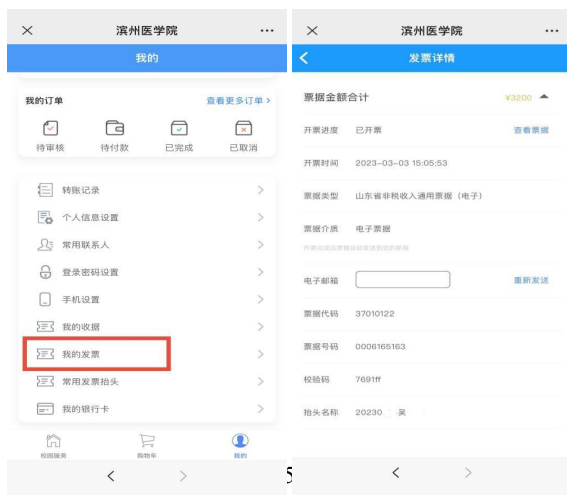 滨州医学院
我的
我的订单
查看更多订单 >
待审核
待付款
已完成
已取消
转账记录
个人信息设置
常用联系人
登录密码设置
手机设置
我的收据
我的发票
常用发票抬头
我的银行卡
校园服务
购物车
我的
滨州医学院
发票详情
票据金额合计
¥3200
开票进度 已开票 查看票据
开票时间 2023-03-03 15:05:53
票据类型 山东省非税收入通用票据（电子）
票据介质 电子票据
电子邮箱 重新发送
票据代码 37010122
票据号码 0006165163
校验码 7691ff
抬头名称 20230 -吴
5